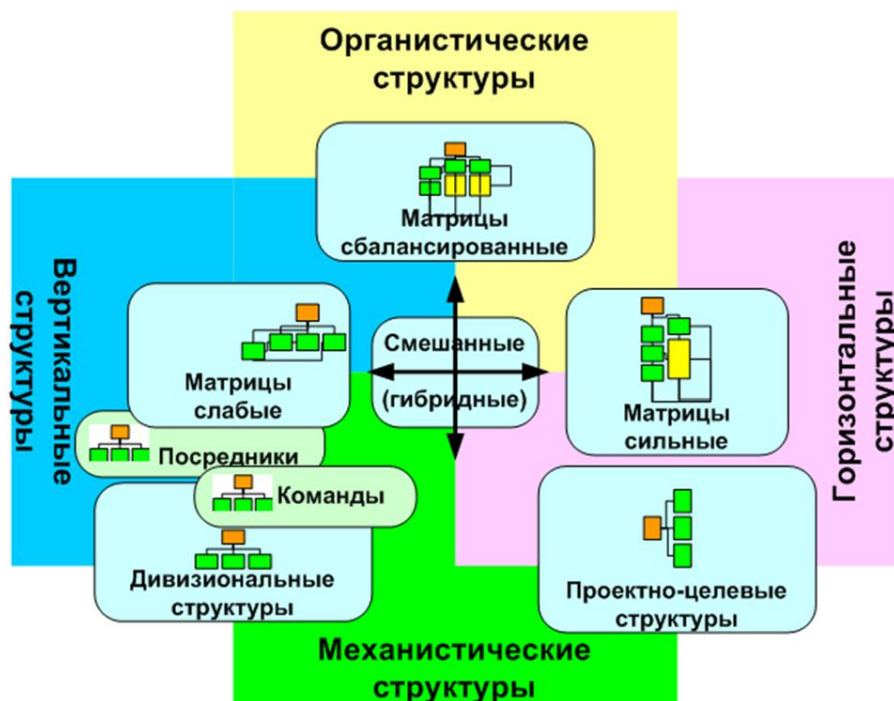 Органистические
структуры
Матрицы
сбалансированные
Вертикальные
структуры
Матрицы
слабые
Смешанные
(гибридные)
Матрицы
сильные
Горизонтальные
структуры
Посредники
Команды
Дивизиональные
структуры
Проектно-целевые
структуры
Механистические
структуры